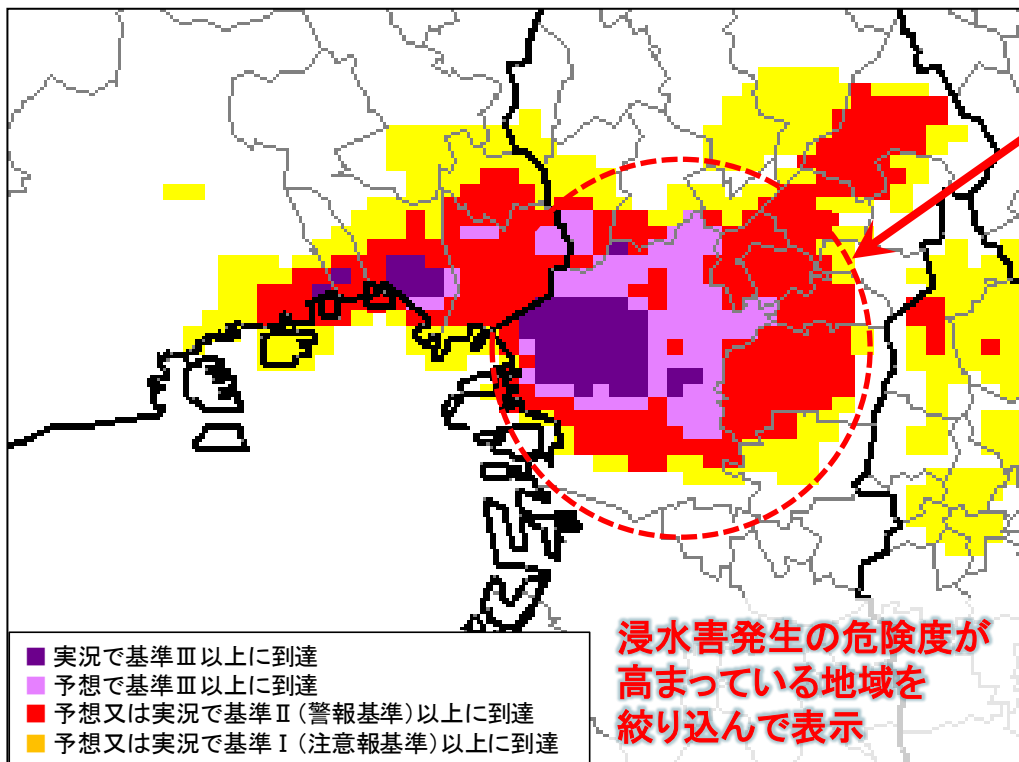 実況で基準Ⅲ以上に到達
予想で基準Ⅲ以上に到達
予想又は実況で基準Ⅱ（警報基準）以上に到達
予想又は実況で基準Ⅰ（注意報基準）以上に到達
浸水害発生の危険度が
高まっている地域を
絞り込んで表示